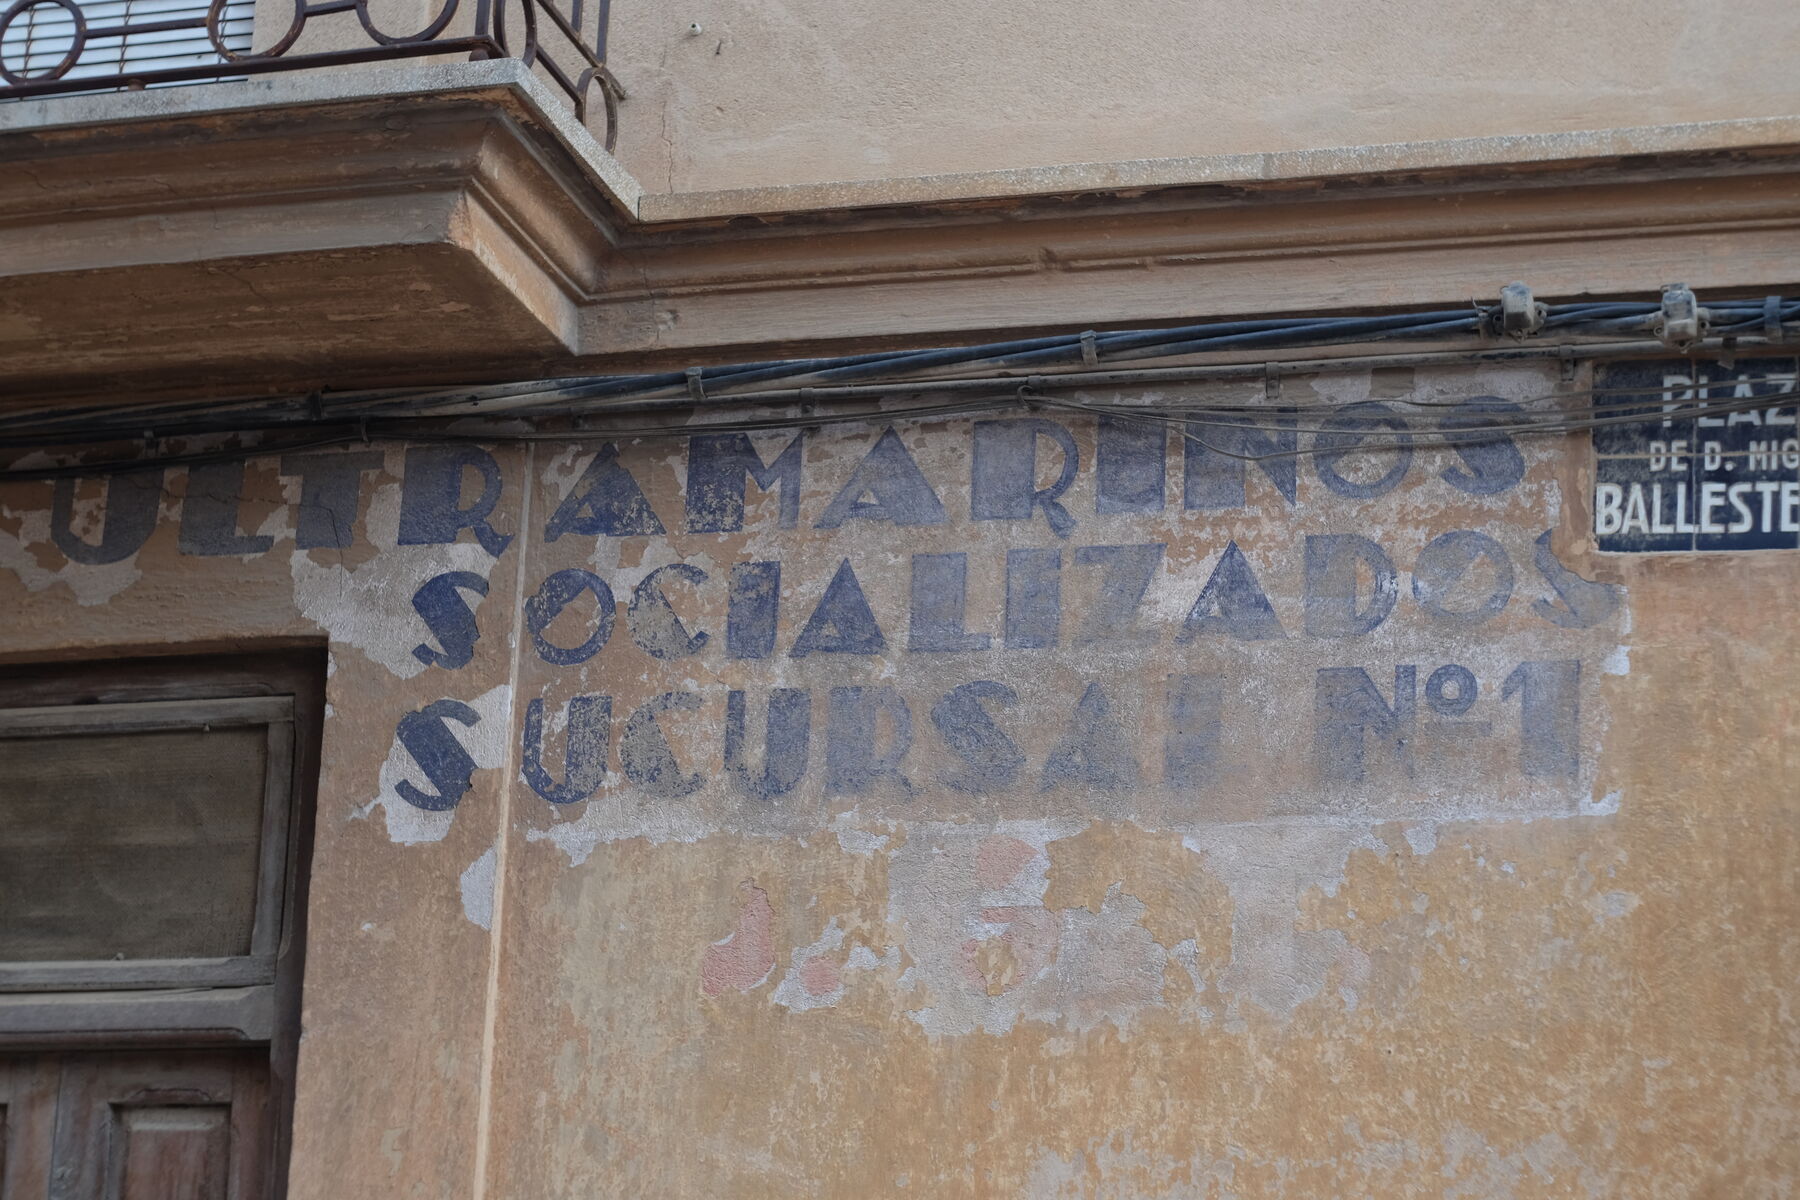 ULTRAMARINOS
SOCIALIZADOS
SUCURSAL Nº1
PLAZ
DE D. MIG
BALLESTE